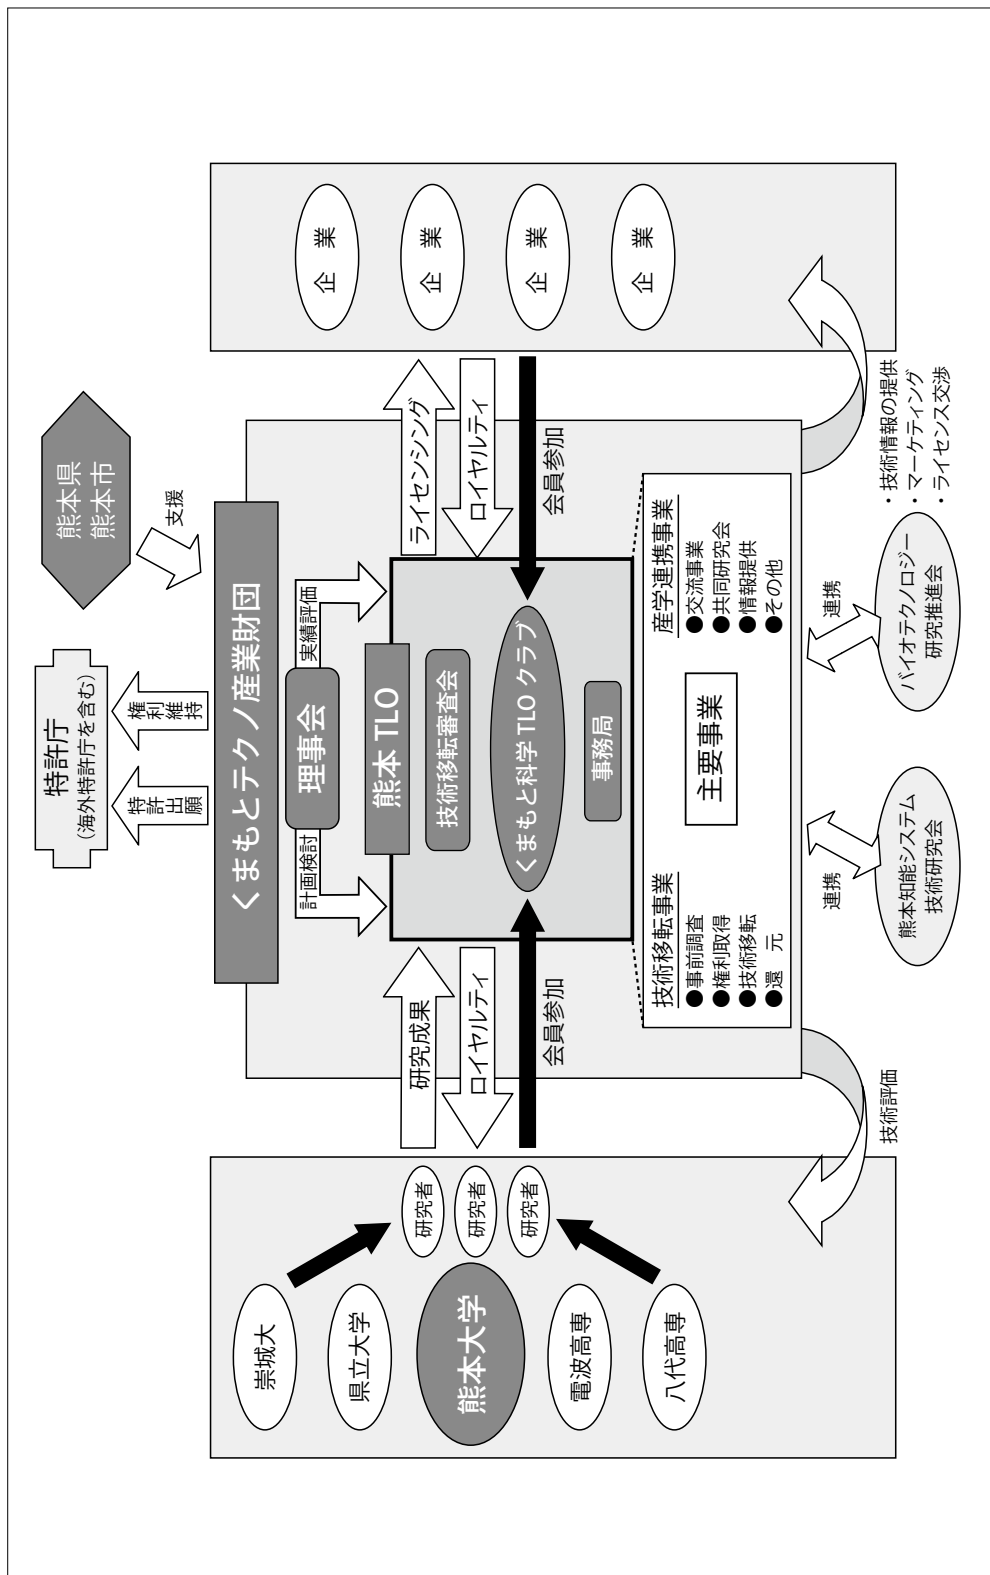 特許庁
(海外特許庁を含む)
熊本県
熊本市
特許出願
権利維持
支援
くまもとテクノ産業財団
理事会
計画検討
実績評価
熊本 TLO
技術移転審査会
くまもと科学 TLO クラブ
事務局
崇城大
県立大学
熊本大学
電波高専
八代高専
研究者
研究者
研究者
研究成果
ロイヤルティ
会員参加
ライセンシング
ロイヤルティ
会員参加
企 業
企 業
企 業
企 業
技術移転事業
●事前調査
●権利取得
●技術移転
●還 元
主要事業
産学連携事業
●交流事業
●共同研究会
●情報提供
●その他
技術評価
連携
熊本知能システム
技術研究会
連携
バイオテクノロジー
研究推進会
・技術情報の提供
・マーケティング
・ライセンス交渉